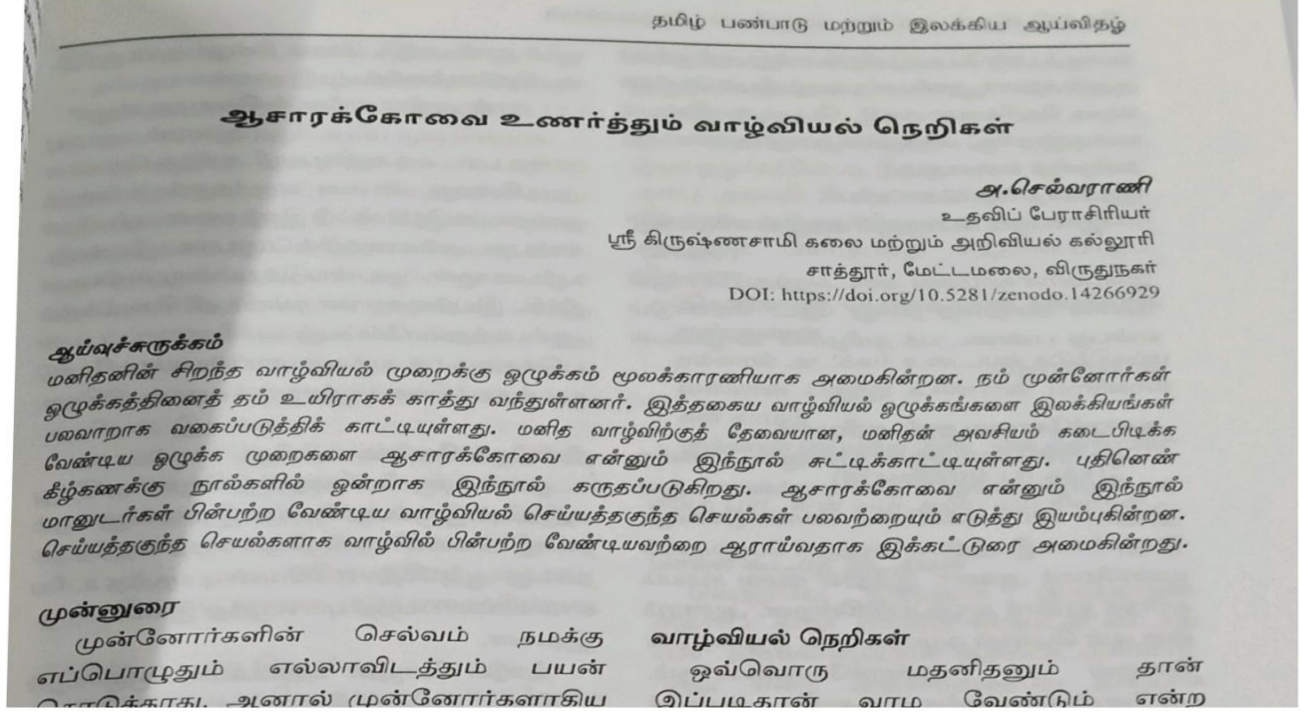 தமிழ் பண்பாடு மற்றும் இலக்கிய ஆய்விதழ்
ஆசாரக்கோவை உணர்த்தும் வாழ்வியல் நெறிகள்
அ.செல்வராணி
உதவிப் பேராசிரியர்
ஸ்ரீ கிருஷ்ணசாமி கலை மற்றும் அறிவியல் கல்லூரி
சாத்தூர், மேட்டமலை, விருதுநகர்
DOI: https://doi.org/10.5281/zenodo.14266929
ஆய்வுச்சுருக்கம்
மனிதனின் சிறந்த வாழ்வியல் முறைக்கு ஒழுக்கம் மூலக்காரணியாக அமைகின்றன. நம் முன்னோர்கள்
ஒழுக்கத்தினைத் தம் உயிராகக் காத்து வந்துள்ளனர். இத்தகைய வாழ்வியல் ஒழுக்கங்களை இலக்கியங்கள்
பலவாறாக வகைப்படுத்திக் காட்டியுள்ளது. மனித வாழ்விற்குத் தேவையான, மனிதன் அவசியம் கடைபிடிக்க
வேண்டிய ஒழுக்க முறைகளை ஆசாரக்கோவை என்னும் இந்நூல் சுட்டிக்காட்டியுள்ளது. புதினெண்
கீழ்கணக்கு நூல்களில் ஒன்றாக இந்நூல் கருதப்படுகிறது. ஆசாரக்கோவை என்னும் இந்நூல்
மானுடர்கள் பின்பற்ற வேண்டிய வாழ்வியல் செய்யத்தகுந்த செயல்கள் பலவற்றையும் எடுத்து இயம்புகின்றன.
செய்யத்தகுந்த செயல்களாக வாழ்வில் பின்பற்ற வேண்டியவற்றை ஆராய்வதாக இக்கட்டுரை அமைகின்றது.
முன்னுரை
முன்னோர்களின் செல்வம் நமக்கு
எப்பொழுதும் எல்லாவிடத்தும் பயன்
கொடுக்காது. ஆனால் முன்னோர்களாகிய
வாழ்வியல் நெறிகள்
ஒவ்வொரு மதனிதனும் தான்
இப்படிதான் வாழ வேண்டும் என்ற